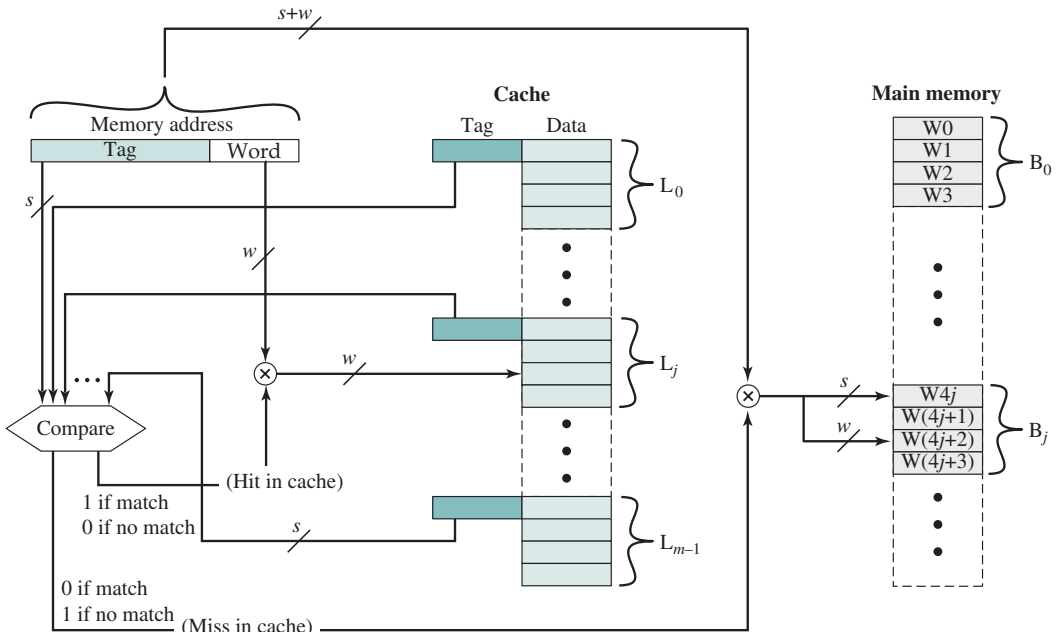 s+w
Cache
Main memory
Memory address
Tag Data
Tag Word
W0
W1
W2
W3
B0
L0
s
w
Lj
w
s
W4j
W(4j+1)
W(4j+2)
W(4j+3)
Bj
w
Compare
(Hit in cache)
1 if match
0 if no match
s
Lm–1
0 if match
1 if no match
(Miss in cache)